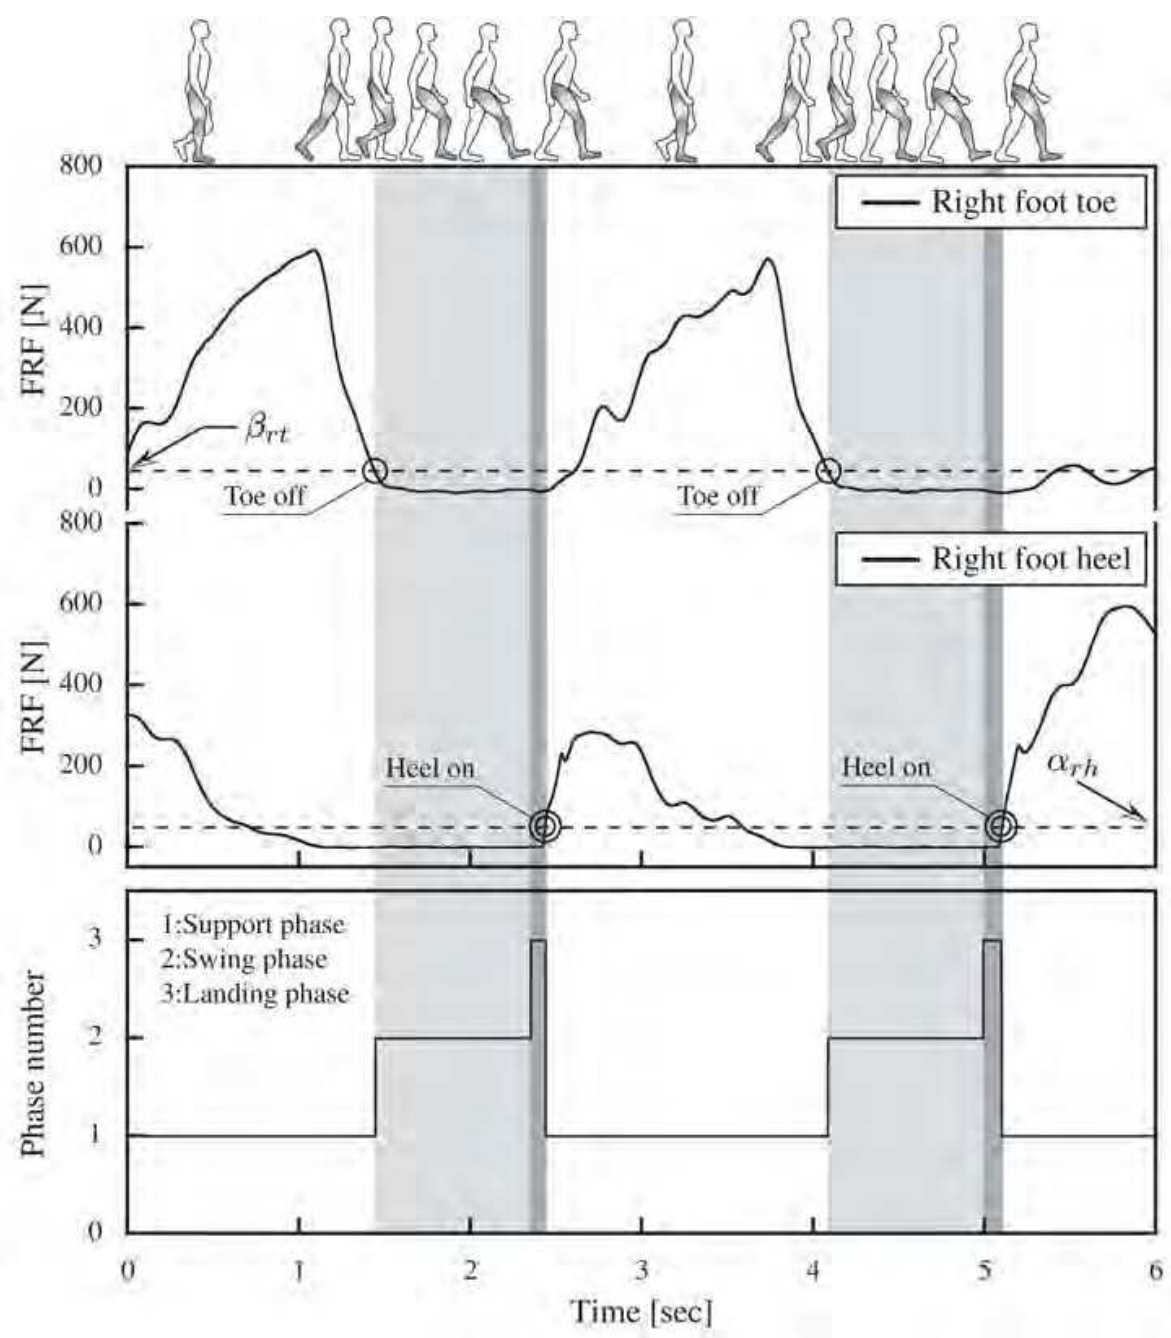 800
Right foot toe
600
FRF [N]
400
200
βrt
0
Toe off
Toe off
800
Right foot heel
600
FRF [N]
400
200
Heel on
Heel on
αrh
0
1:Support phase
2:Swing phase
3:Landing phase
3
Phase number
2
1
0
0 1 2 3 4 5 6
Time [sec]